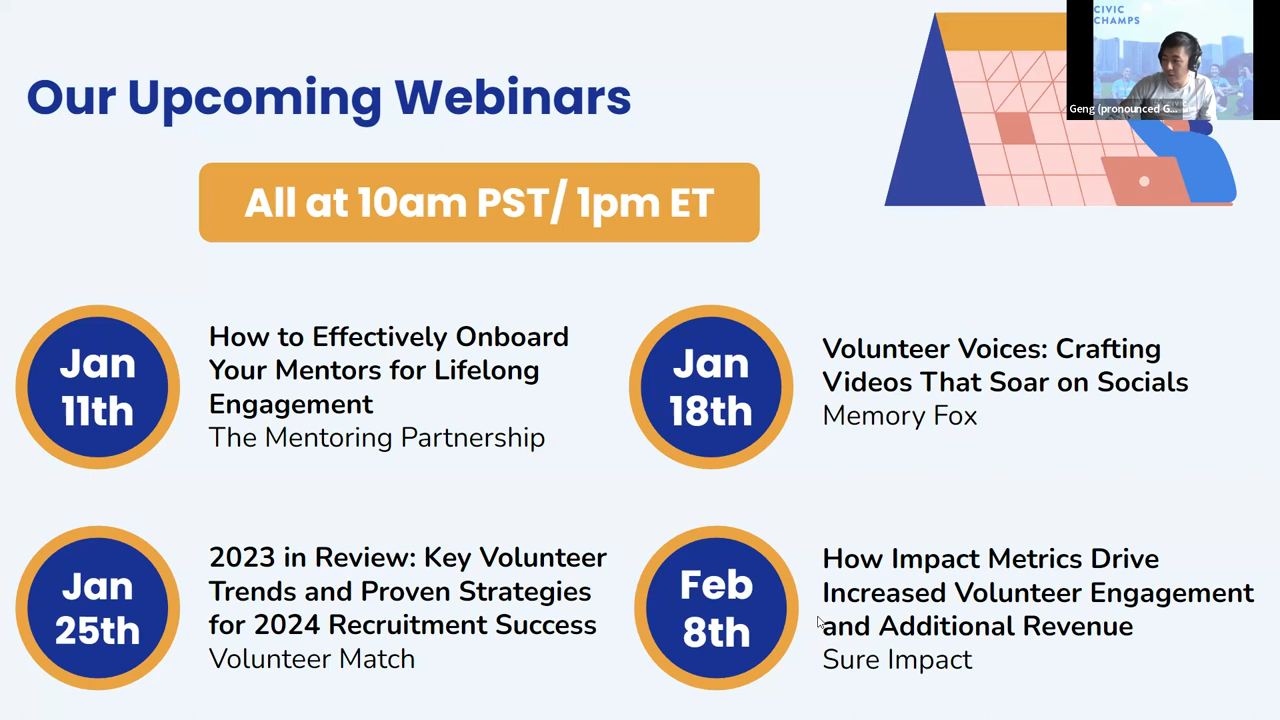 CIVIC
CHAMPS
Geng (pronounced G...
Our Upcoming Webinars
All at 10am PST/ 1pm ET
Jan
11th
How to Effectively Onboard
Your Mentors for Lifelong
Engagement
The Mentoring Partnership
Jan
18th
Volunteer Voices: Crafting
Videos That Soar on Socials
Memory Fox
Jan
25th
2023 in Review: Key Volunteer
Trends and Proven Strategies
for 2024 Recruitment Success
Volunteer Match
Feb
8th
How Impact Metrics Drive
Increased Volunteer Engagement
and Additional Revenue
Sure Impact